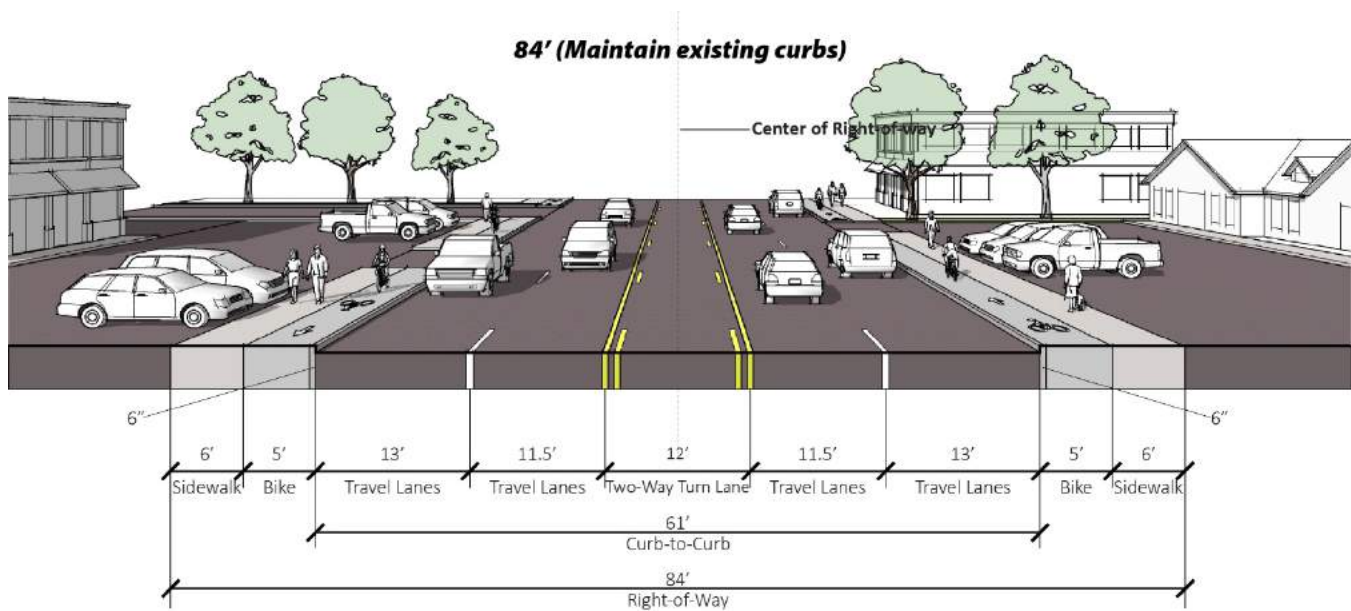 84’ (Maintain existing curbs)
Center of Right-of-way
6”
6”
6’ 5’ 13’ 11.5’ 12’ 11.5’ 13’ 5’ 6’
Sidewalk Bike Travel Lanes Travel Lanes Two-Way Turn Lane Travel Lanes Travel Lanes Bike Sidewalk
61’
Curb-to-Curb
84’
Right-of-Way